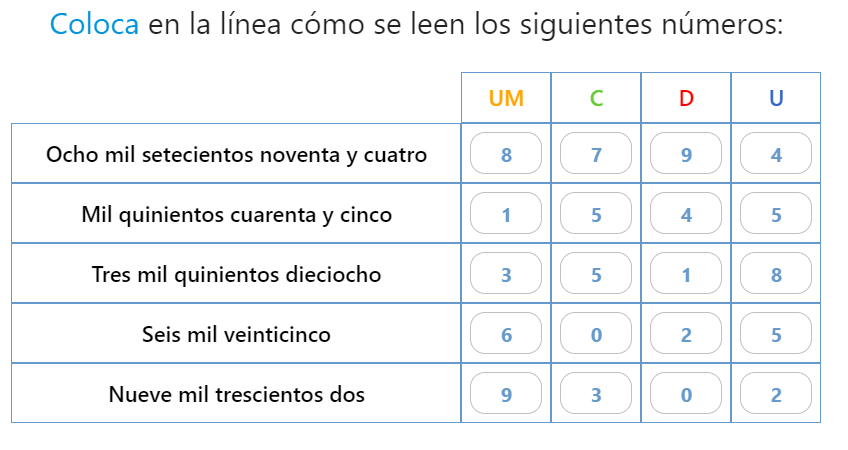 Coloca en la línea cómo se leen los siguientes números:
UM C D U
Ocho mil setecientos noventa y cuatro 8 7 9 4
Mil quinientos cuarenta y cinco 1 5 4 5
Tres mil quinientos dieciocho 3 5 1 8
Seis mil veinticinco 6 0 2 5
Nueve mil trescientos dos 9 3 0 2